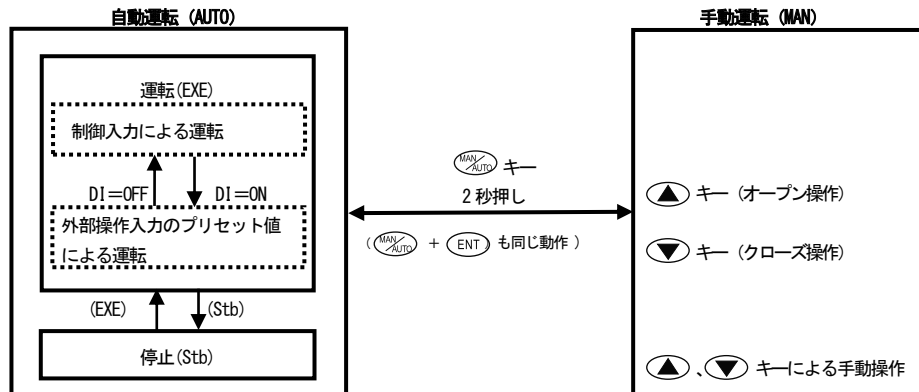 自動運転 (AUTO)
手動運転 (MAN)
運転(EXE)
制御入力による運転
DI=OFF
DI=ON
外部操作入力のプリセット値
による運転
(EXE)
(Stb)
停止(Stb)
MAN/AUTO キー
2 秒押し
( MAN/AUTO + ENT も同じ動作 )
▲ キー (オープン操作)
▼ キー (クローズ操作)
▲ 、▼ キーによる手動操作